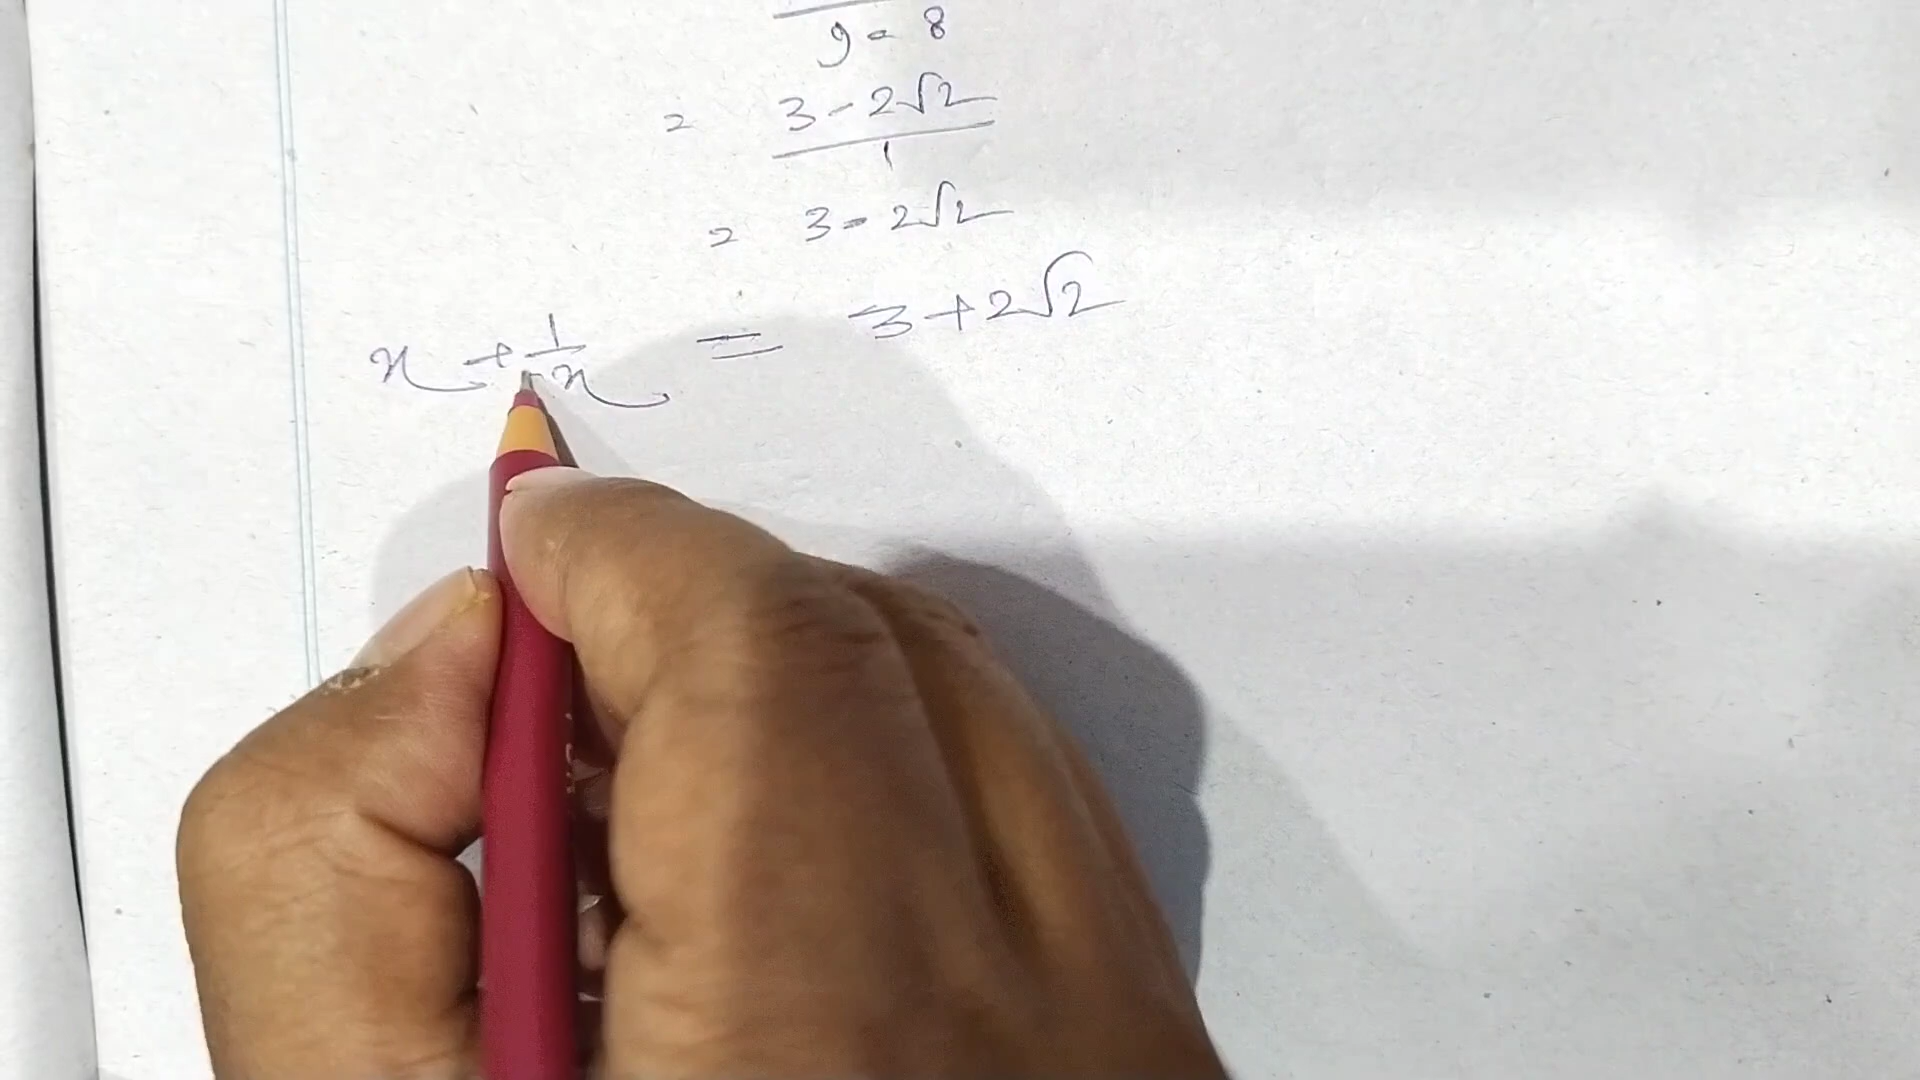 9 - 8
= 3 - 2√2
1
= 3 - 2√2
x + 1/x = 3 + 2√2